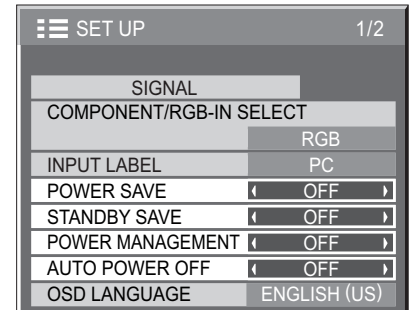 SET UP 1/2
SIGNAL
COMPONENT/RGB-IN SELECT
RGB
INPUT LABEL PC
POWER SAVE OFF
STANDBY SAVE OFF
POWER MANAGEMENT OFF
AUTO POWER OFF OFF
OSD LANGUAGE ENGLISH (US)